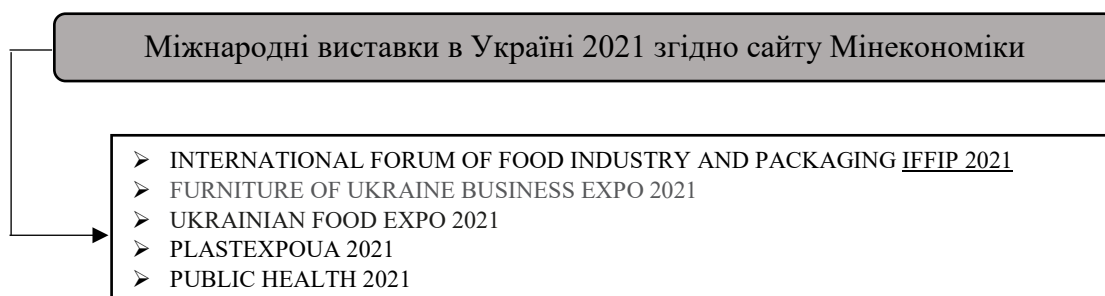 Міжнародні виставки в Україні 2021 згідно сайту Мінекономіки
➢ INTERNATIONAL FORUM OF FOOD INDUSTRY AND PACKAGING IFFIP 2021
➢ FURNITURE OF UKRAINE BUSINESS EXPO 2021
➢ UKRAINIAN FOOD EXPO 2021
➢ PLASTEXPOUA 2021
➢ PUBLIC HEALTH 2021